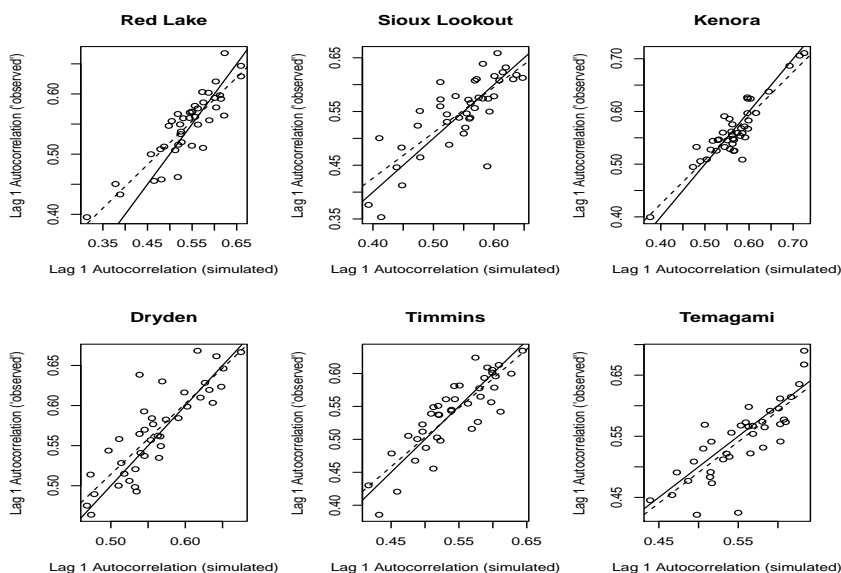 Red Lake
Lag 1 Autocorrelation ('observed')
0.40 0.50 0.60
0.35 0.45 0.55 0.65
Lag 1 Autocorrelation (simulated)
Sioux Lookout
Lag 1 Autocorrelation ('observed')
0.35 0.45 0.55 0.65
0.40 0.50 0.60
Lag 1 Autocorrelation (simulated)
Kenora
Lag 1 Autocorrelation ('observed')
0.40 0.50 0.60 0.70
0.40 0.50 0.60 0.70
Lag 1 Autocorrelation (simulated)
Dryden
Lag 1 Autocorrelation ('observed')
0.50 0.55 0.60 0.65
0.50 0.60
Lag 1 Autocorrelation (simulated)
Timmins
Lag 1 Autocorrelation ('observed')
0.40 0.45 0.50 0.55 0.60
0.45 0.55 0.65
Lag 1 Autocorrelation (simulated)
Temagami
Lag 1 Autocorrelation ('observed')
0.45 0.55 0.65
0.45 0.55
Lag 1 Autocorrelation (simulated)